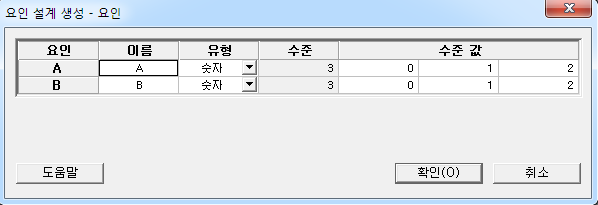 요인 설계 생성 - 요인
요인 이름 유형 수준 수준 값
A A 숫자 3 0 1 2
B B 숫자 3 0 1 2
도움말 확인(O) 취소